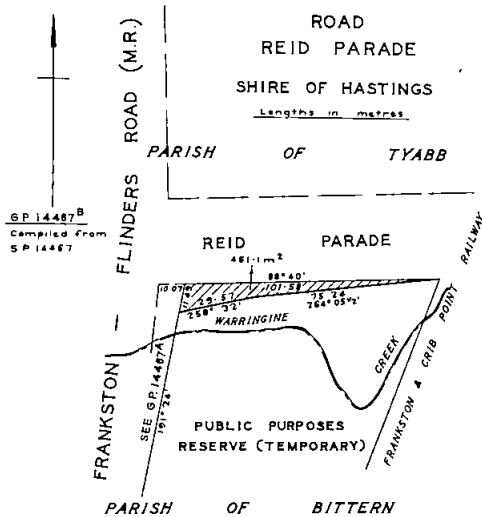 ROAD
REID PARADE
SHIRE OF HASTINGS
Lengths in metres
PARISH OF TYABB
FLINDERS ROAD (M.R.)
GP 14467B
Compiled from
SP 14467
REID PARADE
461·1m²
88° 40'
10·07
101·58
29·57
258° 32'
75·24
264° 05½'
WARRINGINE
CREEK
FRANKSTON & CRIB POINT RAILWAY
SEE G.P. 14467A
191° 24'
FRANKSTON
PUBLIC PURPOSES
RESERVE (TEMPORARY)
PARISH OF BITTERN